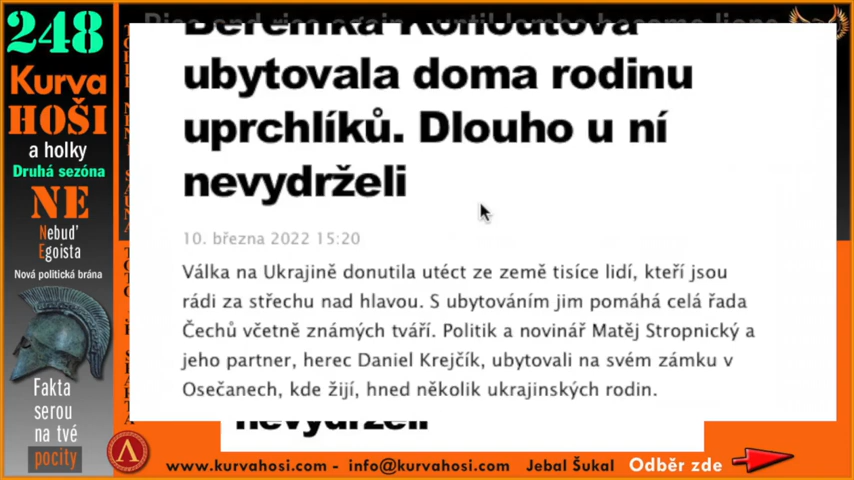 248
Kurva
HOŠI
a holky
Druhá sezóna
NE
Nebuď
Egoista
Nová politická brána
Fakta
serou
na tvé
pocity
Kohoutová
ubytovala doma rodinu
uprchlíků. Dlouho u ní
nevydrželi
10. března 2022 15:20
Válka na Ukrajině donutila utéct ze země tisíce lidí, kteří jsou
rádi za střechu nad hlavou. S ubytováním jim pomáhá celá řada
Čechů včetně známých tváří. Politik a novinář Matěj Stropnický a
jeho partner, herec Daniel Krejčík, ubytovali na svém zámku v
Osečanech, kde žijí, hned několik ukrajinských rodin.
nevydrželi
www.kurvahosi.com - info@kurvahosi.com Jebal Šukal Odběr zde